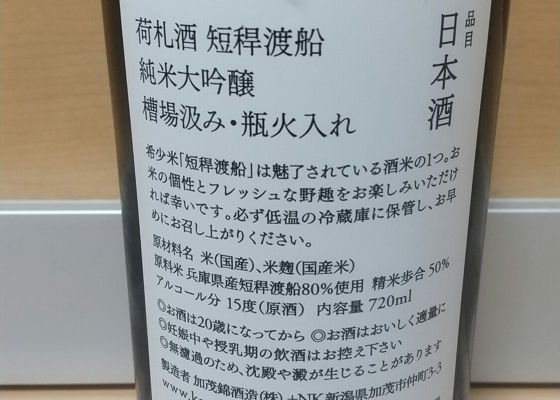 品目
日本酒
荷札酒 短稈渡船
純米大吟醸
槽場汲み・瓶火入れ
希少米「短稈渡船」は魅了されている酒米の1つ。お
米の個性とフレッシュな野趣をお楽しみいただけ
れば幸いです。必ず低温の冷蔵庫に保管し、お早
めにお召し上がりください。
原材料名 米(国産)、米麹(国産米)
原料米 兵庫県産短稈渡船80%使用 精米歩合 50%
アルコール分 15度(原酒) 内容量 720ml
◎お酒は20歳になってから ◎お酒はおいしく適量に
◎妊娠中や授乳期の飲酒はお控え下さい
◎無濾過のため、沈殿や澱が生じることがあります
製造者 加茂錦酒造(株) +NK 新潟県加茂市仲町3-3